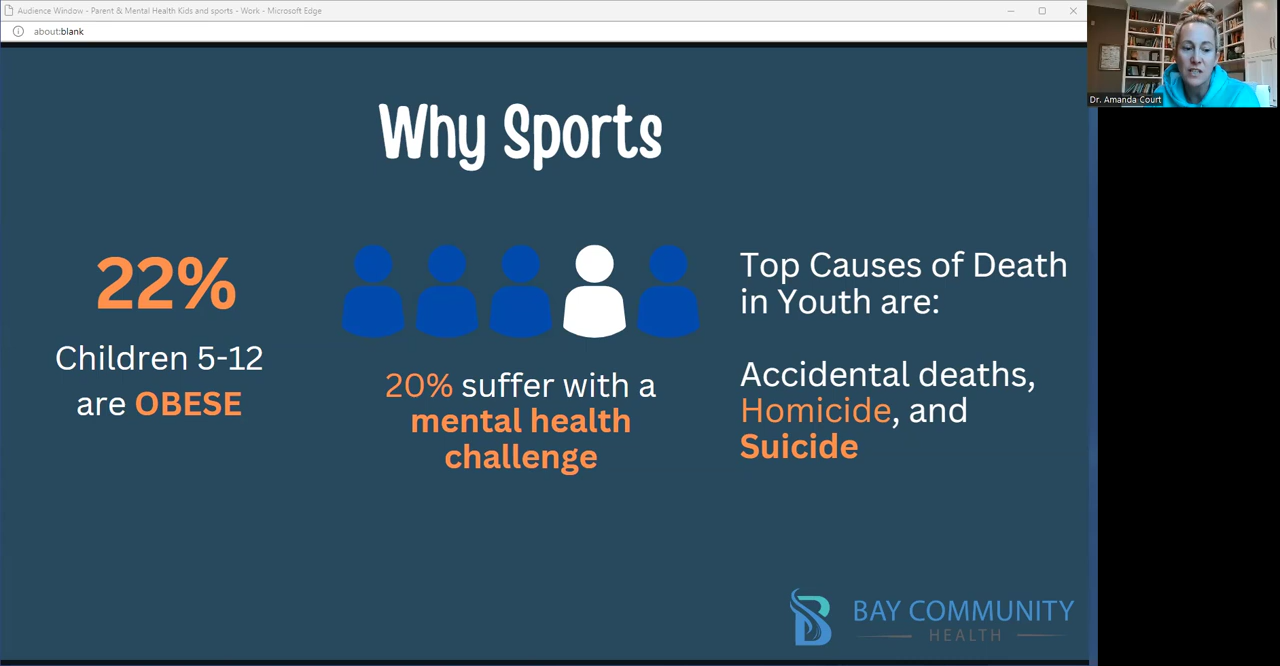 Audience Window - Parent & Mental Health Kids and sports - Work - Microsoft Edge
about:blank
Dr. Amanda Court
Why Sports
22%
Children 5-12
are OBESE
20% suffer with a
mental health
challenge
Top Causes of Death
in Youth are:
Accidental deaths,
Homicide, and
Suicide
BAY COMMUNITY
HEALTH